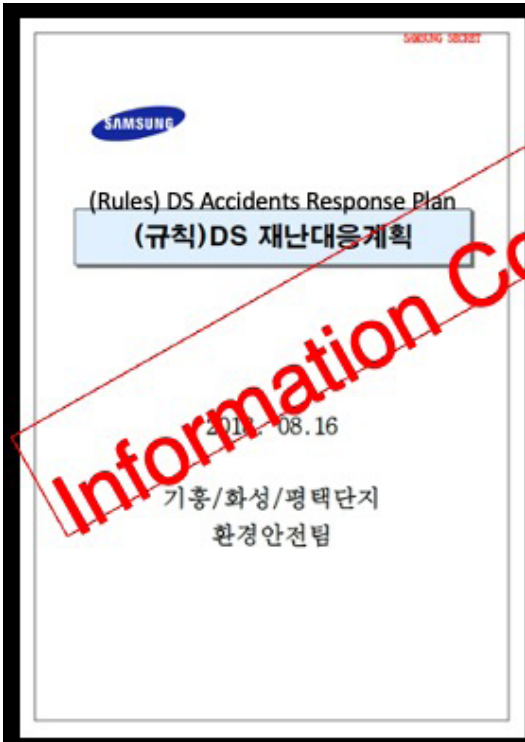 SAMSUNG SECRET
SAMSUNG
(Rules) DS Accidents Response Plan
(규칙)DS 재난대응계획
Information Co
08.16
기흥/화성/평택단지
환경안전팀